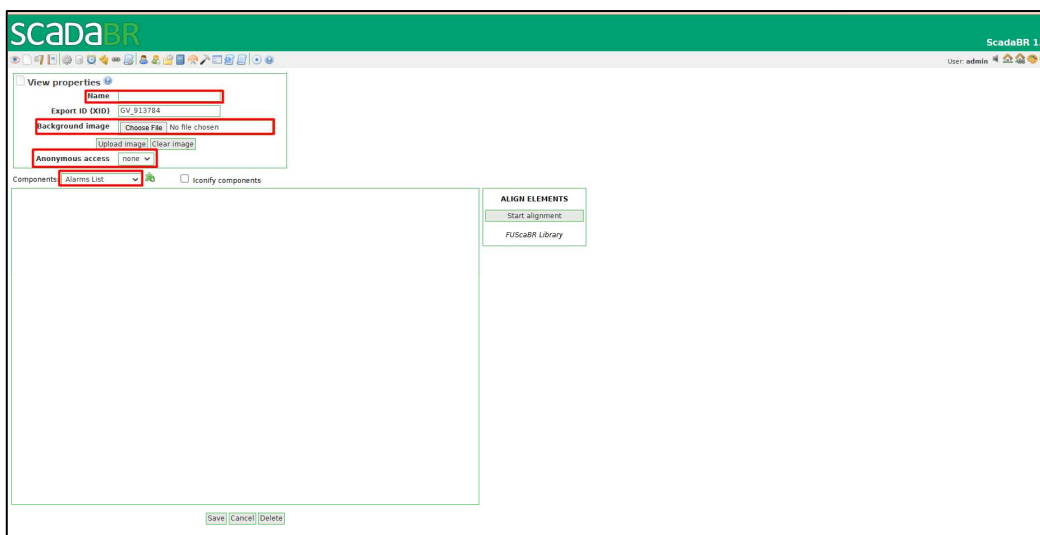 scadaBR
ScadaBR 1.
User: admin
View properties
Name
Export ID (XID) GV_913784
Background image Choose File No file chosen
Upload image Clear image
Anonymous access none
Components: Alarms List Iconify components
ALIGN ELEMENTS
Start alignment
FUScaBR Library
Save Cancel Delete